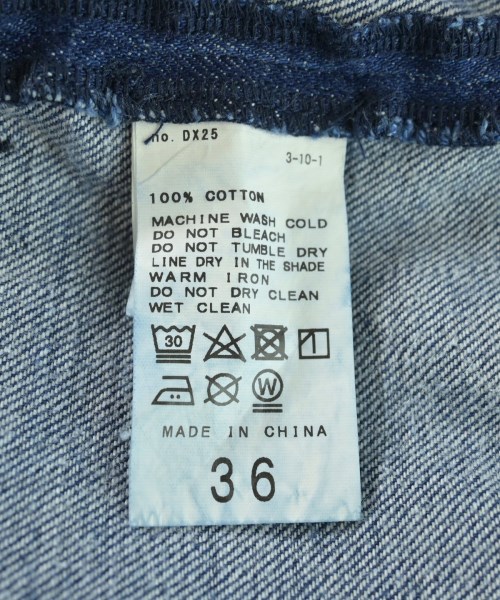 no. DX25
3-10-1
100% COTTON
MACHINE WASH COLD
DO NOT BLEACH
DO NOT TUMBLE DRY
LINE DRY IN THE SHADE
WARM IRON
DO NOT DRY CLEAN
WET CLEAN
30
W
MADE IN CHINA
36